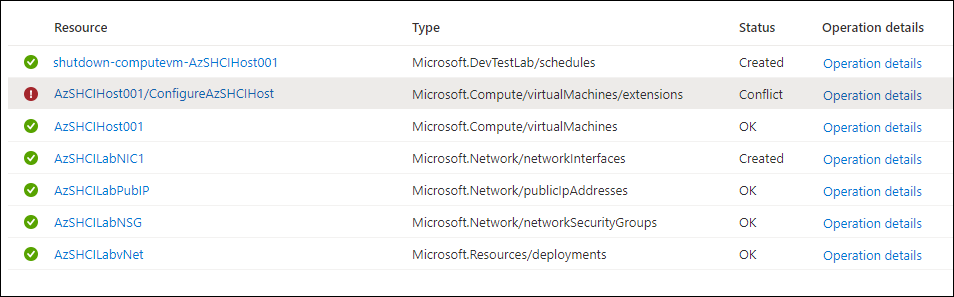 Resource Type Status Operation details
shutdown-computevm-AzSHCIHost001 Microsoft.DevTestLab/schedules Created Operation details
AzSHCIHost001/ConfigureAzSHCIHost Microsoft.Compute/virtualMachines/extensions Conflict Operation details
AzSHCIHost001 Microsoft.Compute/virtualMachines OK Operation details
AzSHCILabNIC1 Microsoft.Network/networkInterfaces Created Operation details
AzSHCILabPubIP Microsoft.Network/publicIpAddresses OK Operation details
AzSHCILabNSG Microsoft.Network/networkSecurityGroups OK Operation details
AzSHCILabvNet Microsoft.Resources/deployments OK Operation details